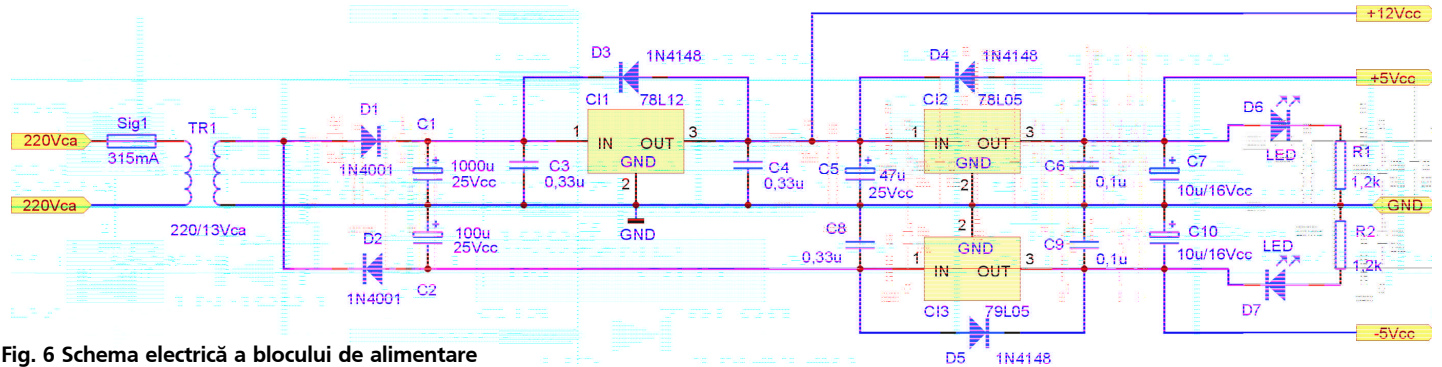 +12Vcc
D3
1N4148
D4
1N4148
+5Vcc
CI1
78L12
CI2
78L05
D6
Sig1
TR1
D1
C1
1
IN
OUT
3
1
IN
OUT
3
220Vca
315mA
1N4001
1000u
25Vcc
C3
0,33u
GND
2
C4
0,33u
C5
47u
25Vcc
GND
2
C6
0,1u
C7
10u/16Vcc
LED
R1
1,2k
220Vca
GND
220/13Vca
D2
1N4001
100u
25Vcc
C2
GND
C8
0,33u
2
GND
1
IN
OUT
3
C9
0,1u
C10
10u/16Vcc
LED
R2
1,2k
CI3
79L05
D7
D5
1N4148
-5Vcc
Fig. 6 Schema electrică a blocului de alimentare